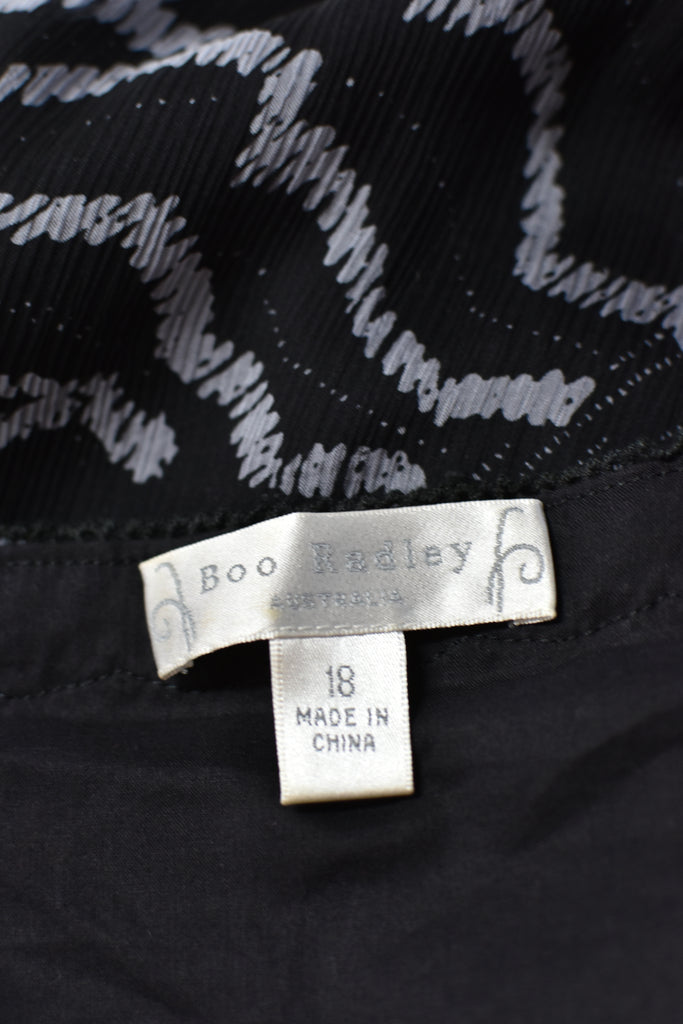 Boo Radley
AUSTRALIA
18
MADE IN
CHINA